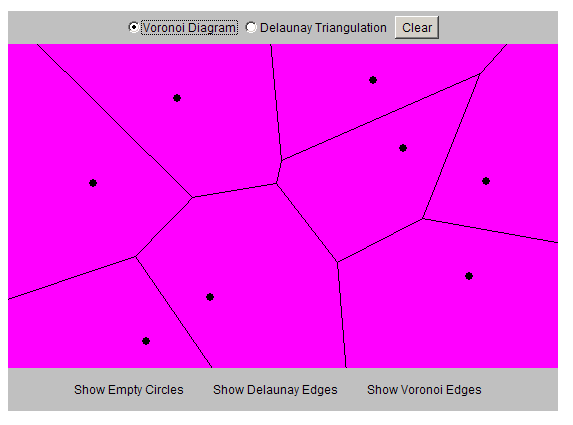 Voronoi Diagram Delaunay Triangulation Clear
Show Empty Circles Show Delaunay Edges Show Voronoi Edges